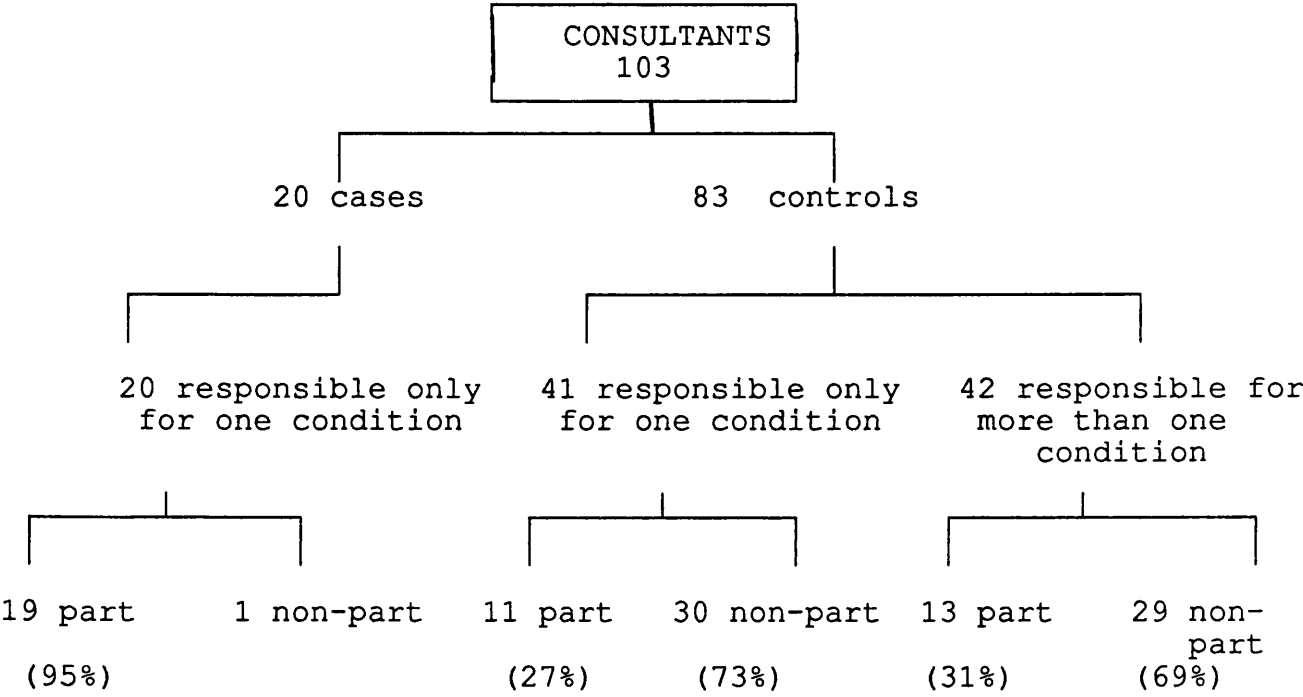 CONSULTANTS
103
20 cases
83 controls
20 responsible only
for one condition
41 responsible only
for one condition
42 responsible for
more than one
condition
19 part
1 non-part
11 part
30 non-part
13 part
29 non-
part
(95%)
(27%)
(73%)
(31%)
(69%)